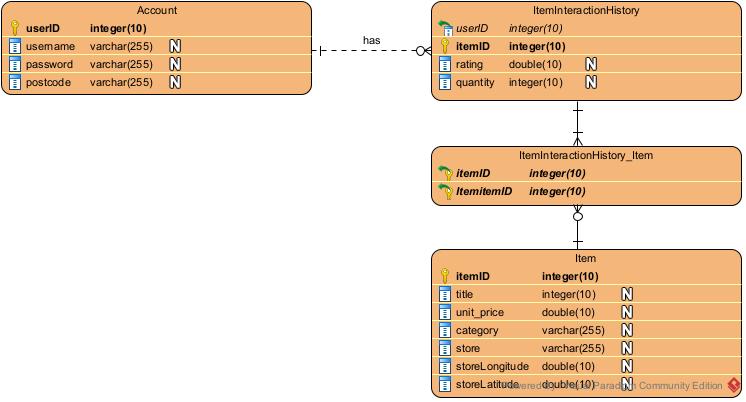 Account
userID integer(10)
username varchar(255) N
password varchar(255) N
postcode varchar(255) N
has
ItemInteractionHistory
userID integer(10)
itemID integer(10)
rating double(10) N
quantity integer(10) N
ItemInteractionHistory_Item
itemID integer(10)
ItemitemID integer(10)
Item
itemID integer(10)
title integer(10) N
unit_price double(10) N
category varchar(255) N
store varchar(255) N
storeLongitude double(10) N
storeLatitude double(10) N
Powered By Visual Paradigm Community Edition